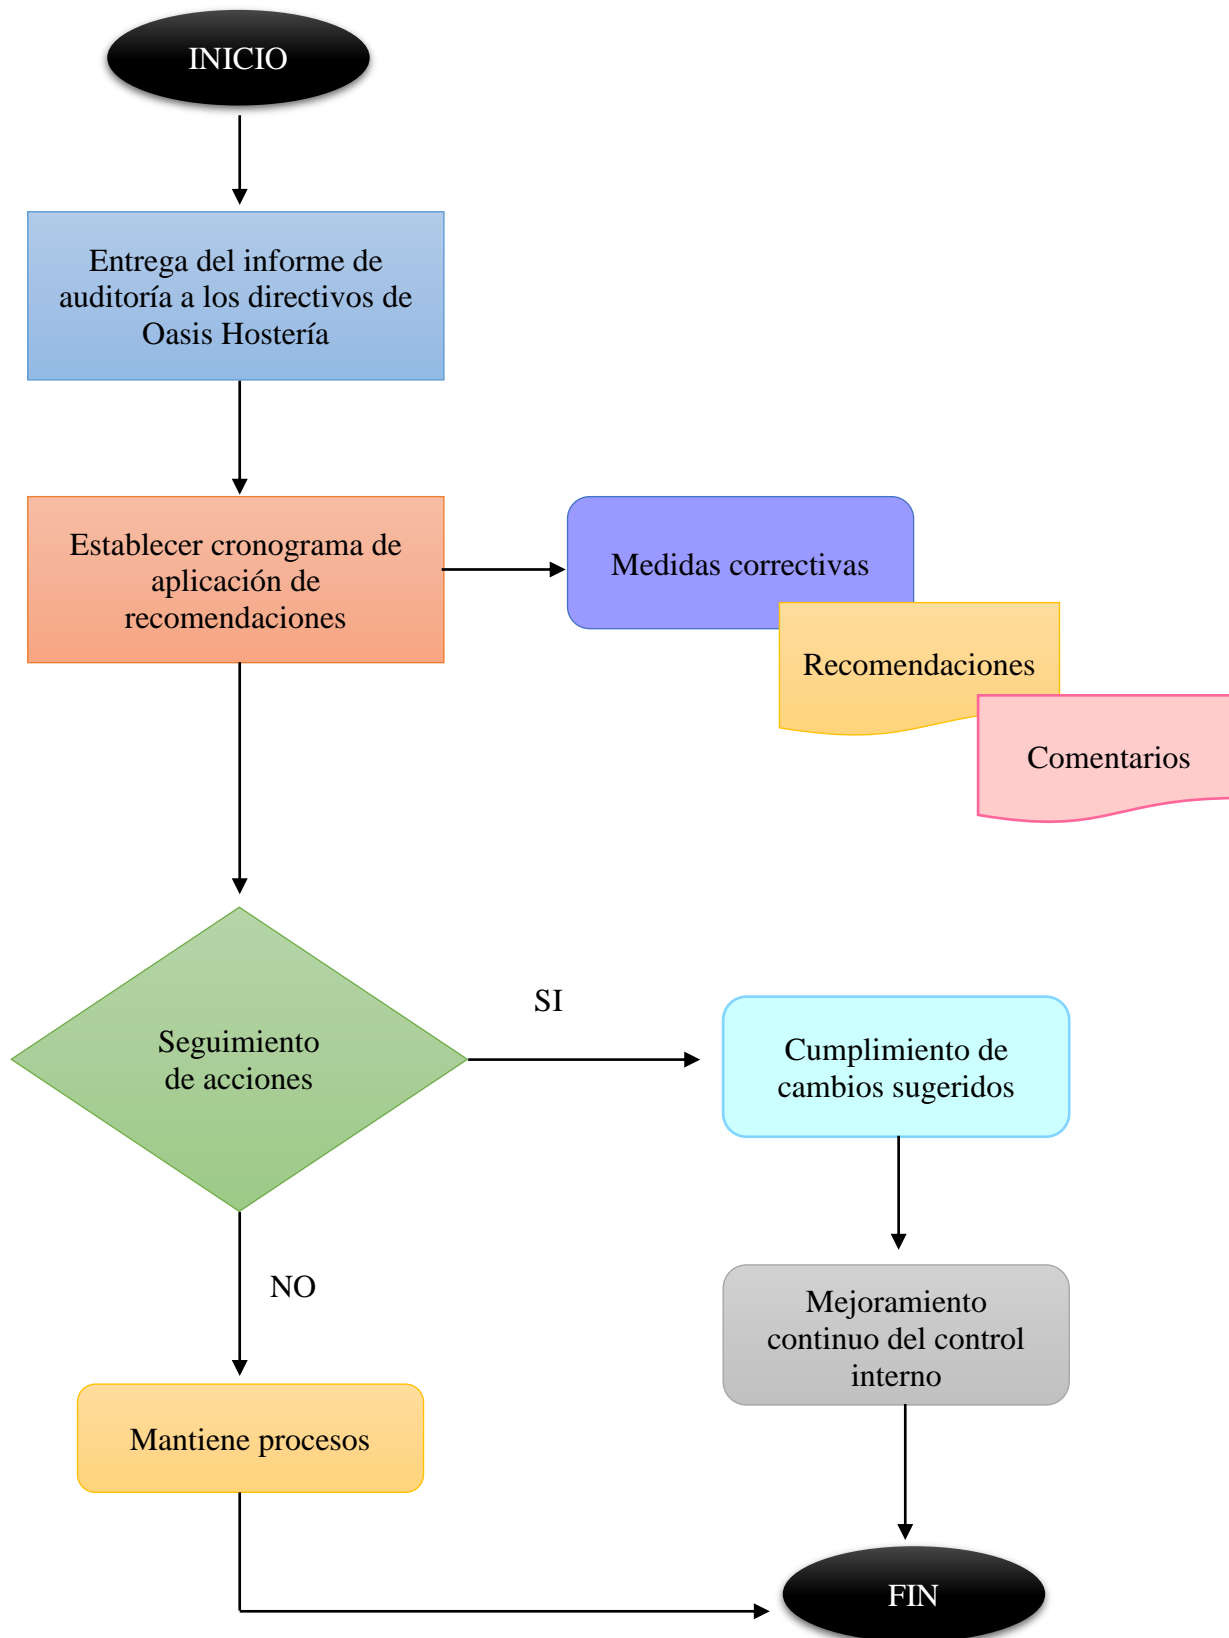 INICIO
Entrega del informe de
auditoría a los directivos de
Oasis Hostería
Establecer cronograma de
aplicación de
recomendaciones
Medidas correctivas
Recomendaciones
Comentarios
Seguimiento
de acciones
SI
Cumplimiento de
cambios sugeridos
NO
Mejoramiento
continuo del control
interno
Mantiene procesos
FIN